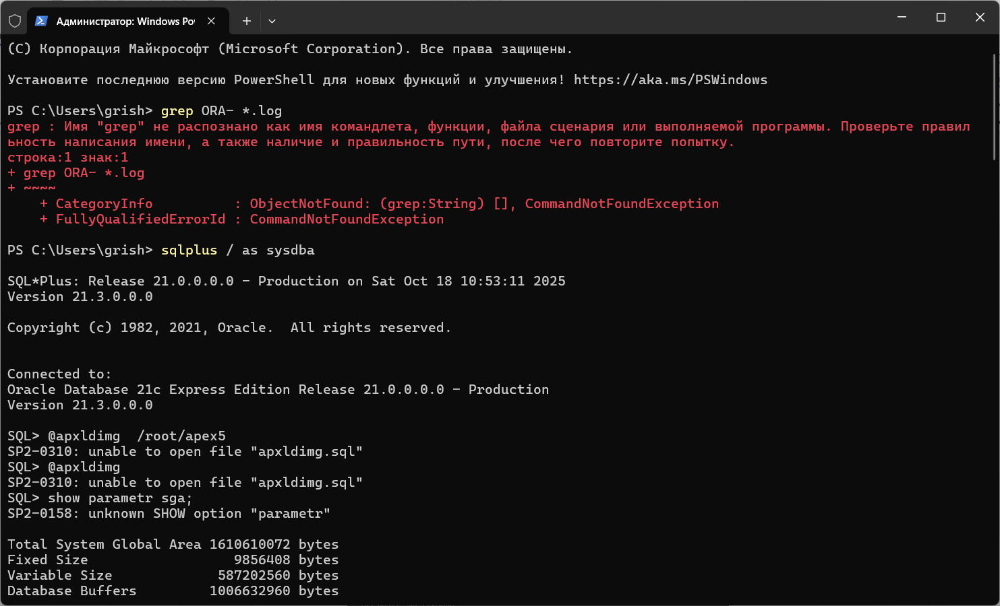 Администратор: Windows Po
(C) Корпорация Майкрософт (Microsoft Corporation). Все права защищены.
Установите последнюю версию PowerShell для новых функций и улучшения! https://aka.ms/PSWindows
PS C:\Users\grish> grep ORA- *.log
grep : Имя "grep" не распознано как имя командлета, функции, файла сценария или выполняемой программы. Проверьте правил
ьность написания имени, а также наличие и правильность пути, после чего повторите попытку.
строка:1 знак:1
+ grep ORA- *.log
+ ~~~~
    + CategoryInfo          : ObjectNotFound: (grep:String) [], CommandNotFoundException
    + FullyQualifiedErrorId : CommandNotFoundException
PS C:\Users\grish> sqlplus / as sysdba
SQL*Plus: Release 21.0.0.0.0 - Production on Sat Oct 18 10:53:11 2025
Version 21.3.0.0.0
Copyright (c) 1982, 2021, Oracle.  All rights reserved.
Connected to:
Oracle Database 21c Express Edition Release 21.0.0.0.0 - Production
Version 21.3.0.0.0
SQL> @apxldimg  /root/apex5
SP2-0310: unable to open file "apxldimg.sql"
SQL> @apxldimg
SP2-0310: unable to open file "apxldimg.sql"
SQL> show parametr sga;
SP2-0158: unknown SHOW option "parametr"
Total System Global Area 1610610072 bytes
Fixed Size                  9856408 bytes
Variable Size             587202560 bytes
Database Buffers         1006632960 bytes